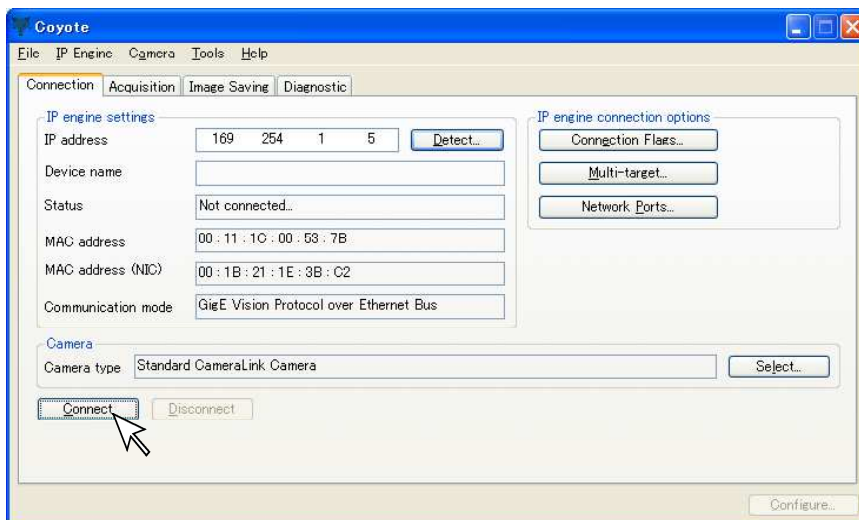 Coyote
File IP Engine Camera Tools Help
Connection Acquisition Image Saving Diagnostic
IP engine settings
IP address 169 254 1 5 Detect...
Device name
Status Not connected...
MAC address 00 : 11 : 1C : 00 : 53 : 7B
MAC address (NIC) 00 : 1B : 21 : 1E : 3B : C2
Communication mode GigE Vision Protocol over Ethernet Bus
IP engine connection options
Connection Flags...
Multi-target...
Network Ports...
Camera
Camera type Standard CameraLink Camera Select...
Connect Disconnect
Configure...